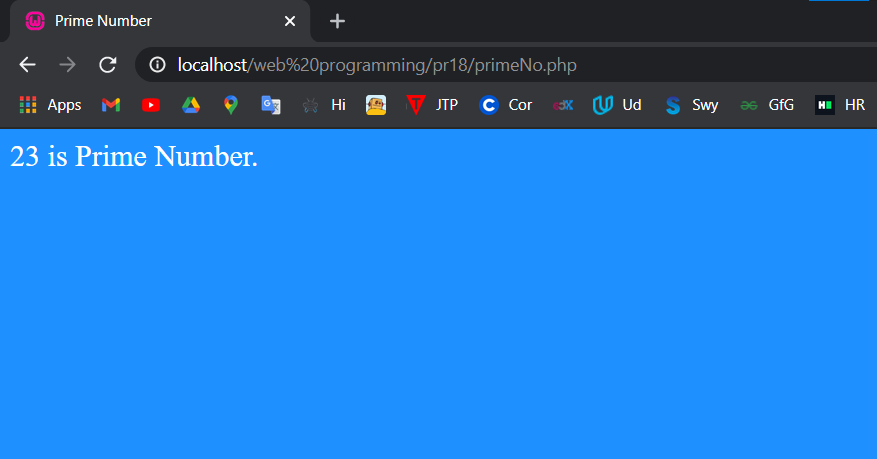 Prime Number
localhost/web%20programming/pr18/primeNo.php
Apps Hi JTP Cor edX Ud Swy GfG HR
23 is Prime Number.